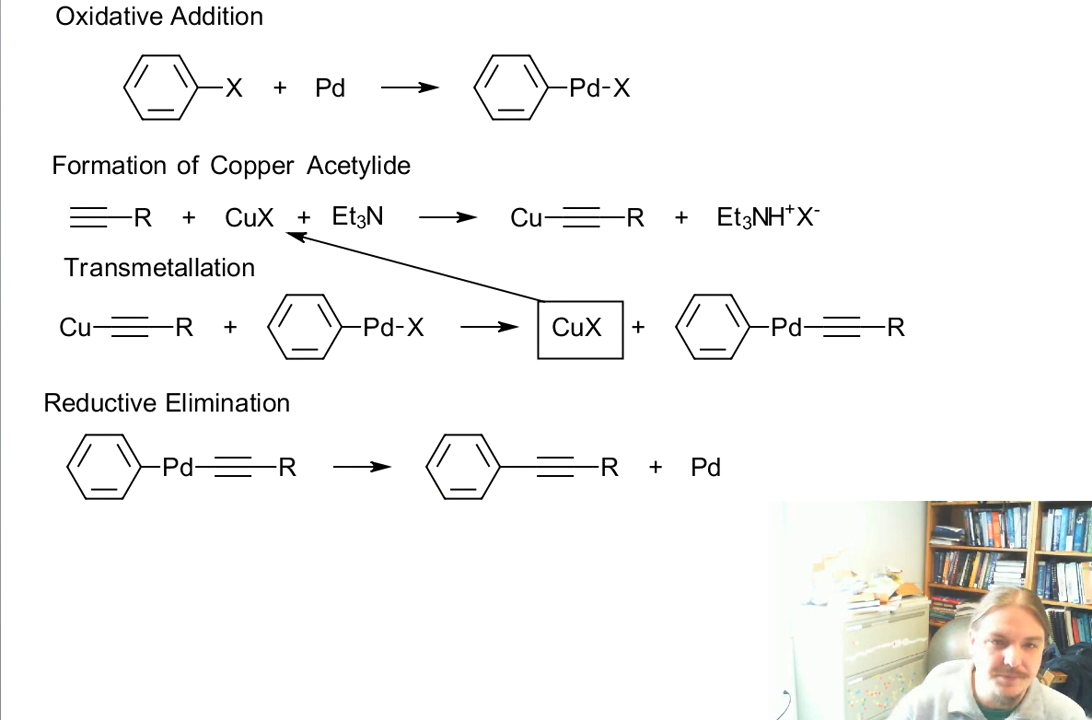 Oxidative Addition
X + Pd Pd-X
Formation of Copper Acetylide
R + CuX + Et₃N Cu R + Et₃NH⁺X⁻
Transmetallation
Cu R + Pd-X CuX + Pd R
Reductive Elimination
Pd R R + Pd